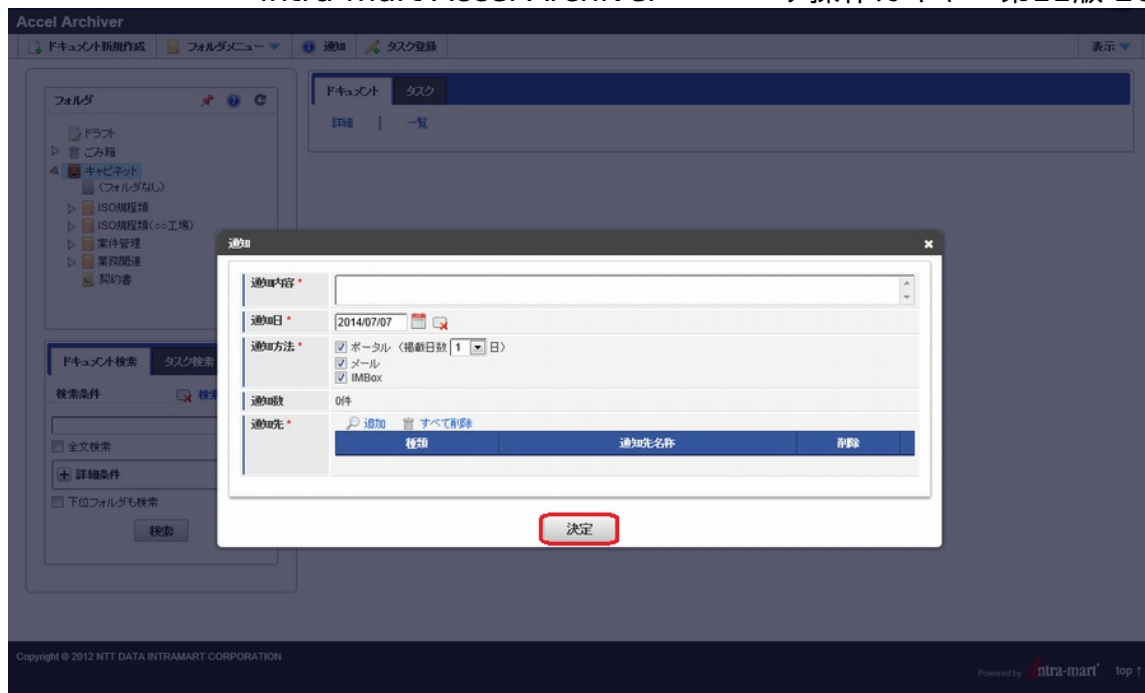 Accel Archiver
ドキュメント新規作成 フォルダメニュー 通知 タスク登録 表示
フォルダ
ドラフト
ごみ箱
キャビネット
(フォルダなし)
ISO規程類
ISO規程類(○○工場)
案件管理
業務関連
契約書
ドキュメント タスク
詳細 | 一覧
通知
通知内容 *
通知日 * 2014/07/07
通知方法 * ポータル (掲載日数 1 日)
メール
IMBox
通知数 0件
通知先 * 追加 すべて削除
種類 通知先名称 削除
決定
ドキュメント検索 タスク検索
検索条件
全文検索
詳細条件
下位フォルダも検索
検索
Copyright © 2012 NTT DATA INTRAMART CORPORATION
Powered by intra-mart top ↑